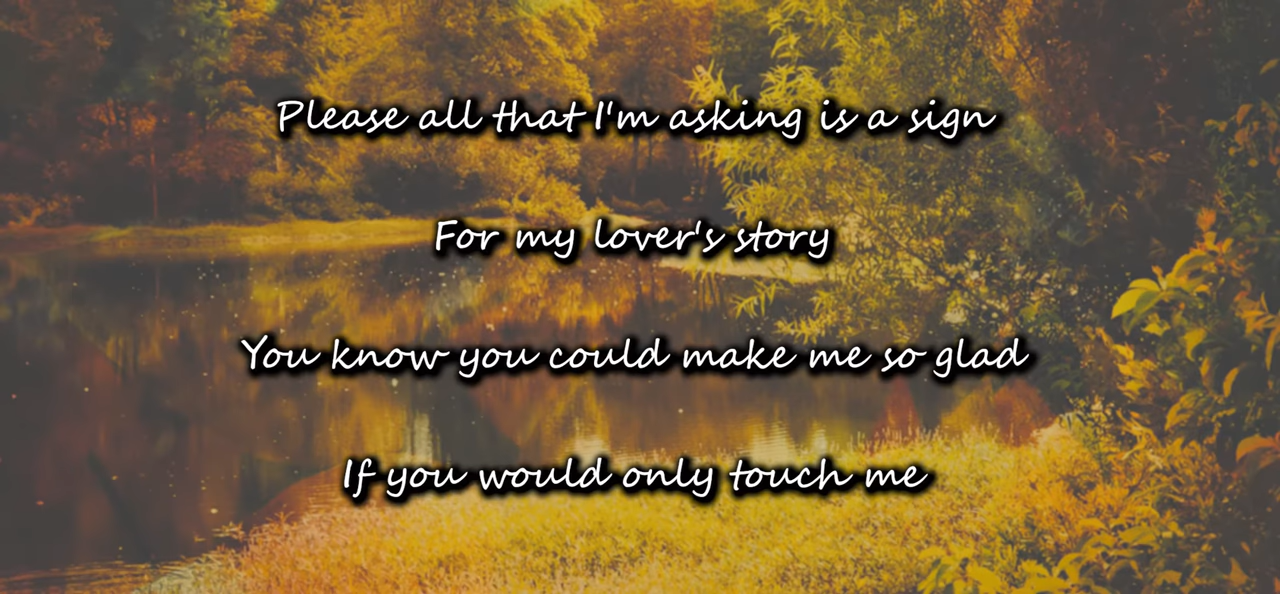 Please all that I'm asking is a sign
For my lover's story
You know you could make me so glad
If you would only touch me